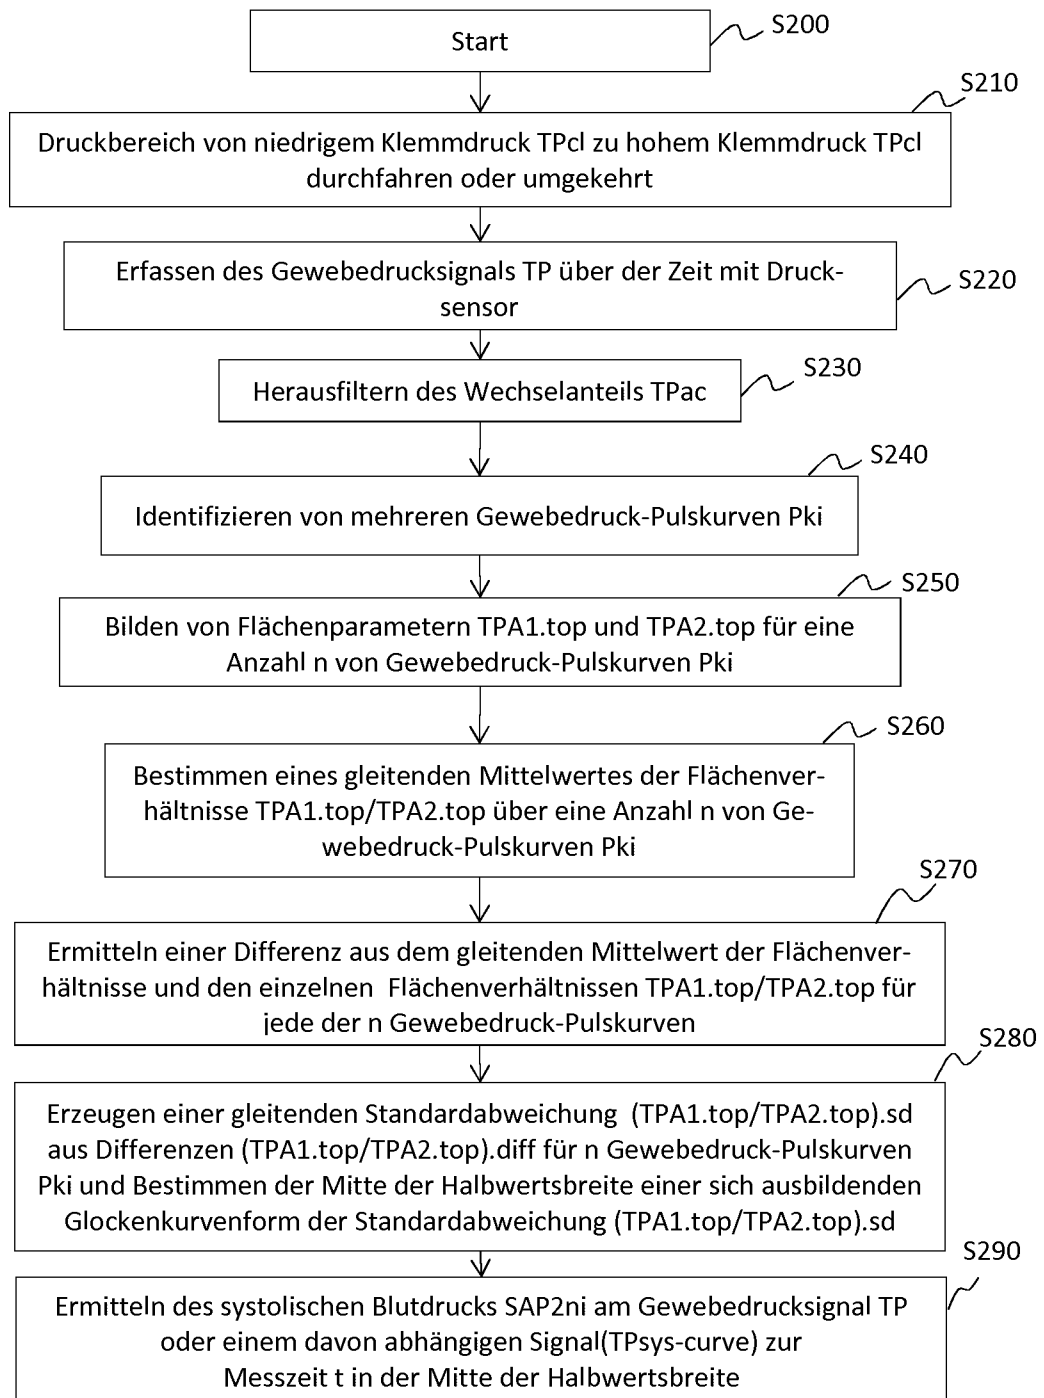 Start
S200
S210
Druckbereich von niedrigem Klemmdruck TPcl zu hohem Klemmdruck TPcl
durchfahren oder umgekehrt
Erfassen des Gewebedrucksignals TP über der Zeit mit Druck-
sensor
S220
S230
Herausfiltern des Wechselanteils TPac
S240
Identifizieren von mehreren Gewebedruck-Pulskurven Pki
S250
Bilden von Flächenparametern TPA1.top und TPA2.top für eine
Anzahl n von Gewebedruck-Pulskurven Pki
S260
Bestimmen eines gleitenden Mittelwertes der Flächenver-
hältnisse TPA1.top/TPA2.top über eine Anzahl n von Ge-
webedruck-Pulskurven Pki
S270
Ermitteln einer Differenz aus dem gleitenden Mittelwert der Flächenver-
hältnisse und den einzelnen Flächenverhältnissen TPA1.top/TPA2.top für
jede der n Gewebedruck-Pulskurven
S280
Erzeugen einer gleitenden Standardabweichung (TPA1.top/TPA2.top).sd
aus Differenzen (TPA1.top/TPA2.top).diff für n Gewebedruck-Pulskurven
Pki und Bestimmen der Mitte der Halbwertsbreite einer sich ausbildenden
Glockenkurvenform der Standardabweichung (TPA1.top/TPA2.top).sd
S290
Ermitteln des systolischen Blutdrucks SAP2ni am Gewebedrucksignal TP
oder einem davon abhängigen Signal(TPsys-curve) zur
Messzeit t in der Mitte der Halbwertsbreite